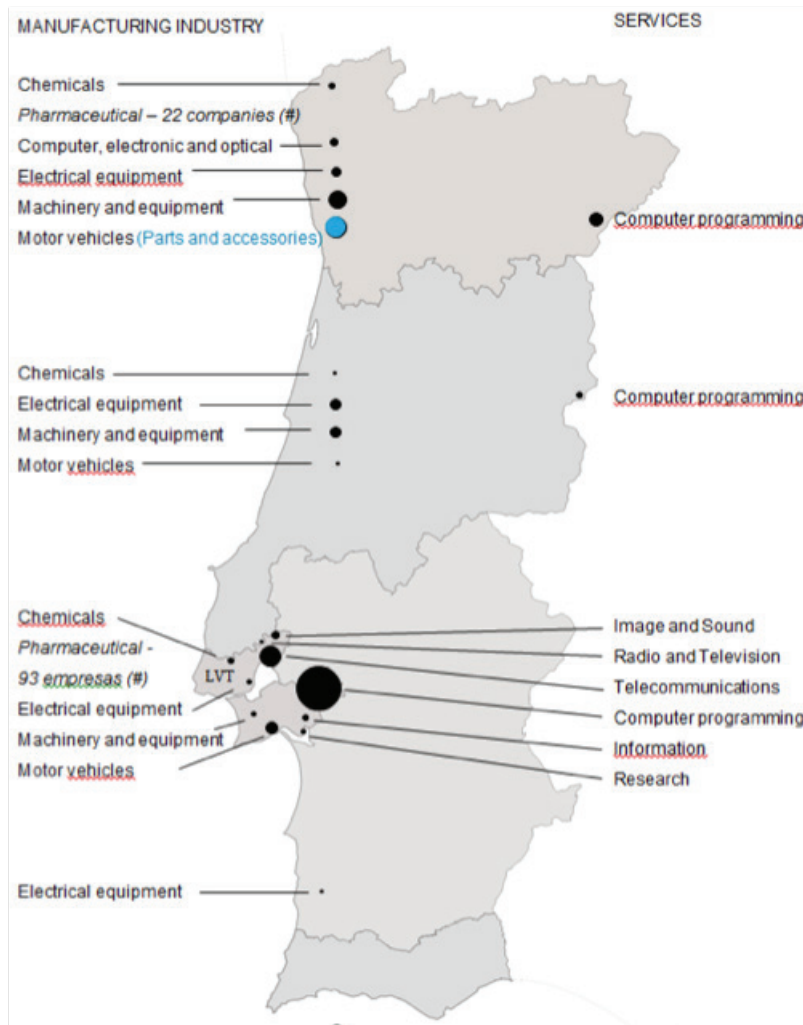 MANUFACTURING INDUSTRY
SERVICES
Chemicals
Pharmaceutical – 22 companies (#)
Computer, electronic and optical
Electrical equipment
Machinery and equipment
Motor vehicles (Parts and accessories)
Computer programming
Chemicals
Electrical equipment
Machinery and equipment
Motor vehicles
Computer programming
Chemicals
Pharmaceutical -
93 empresas (#)
LVT
Electrical equipment
Machinery and equipment
Motor vehicles
Image and Sound
Radio and Television
Telecommunications
Computer programming
Information
Research
Electrical equipment